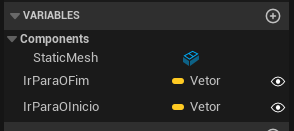 VARIABLES
Components
StaticMesh
IrParaOFim Vetor
IrParaOInicio Vetor